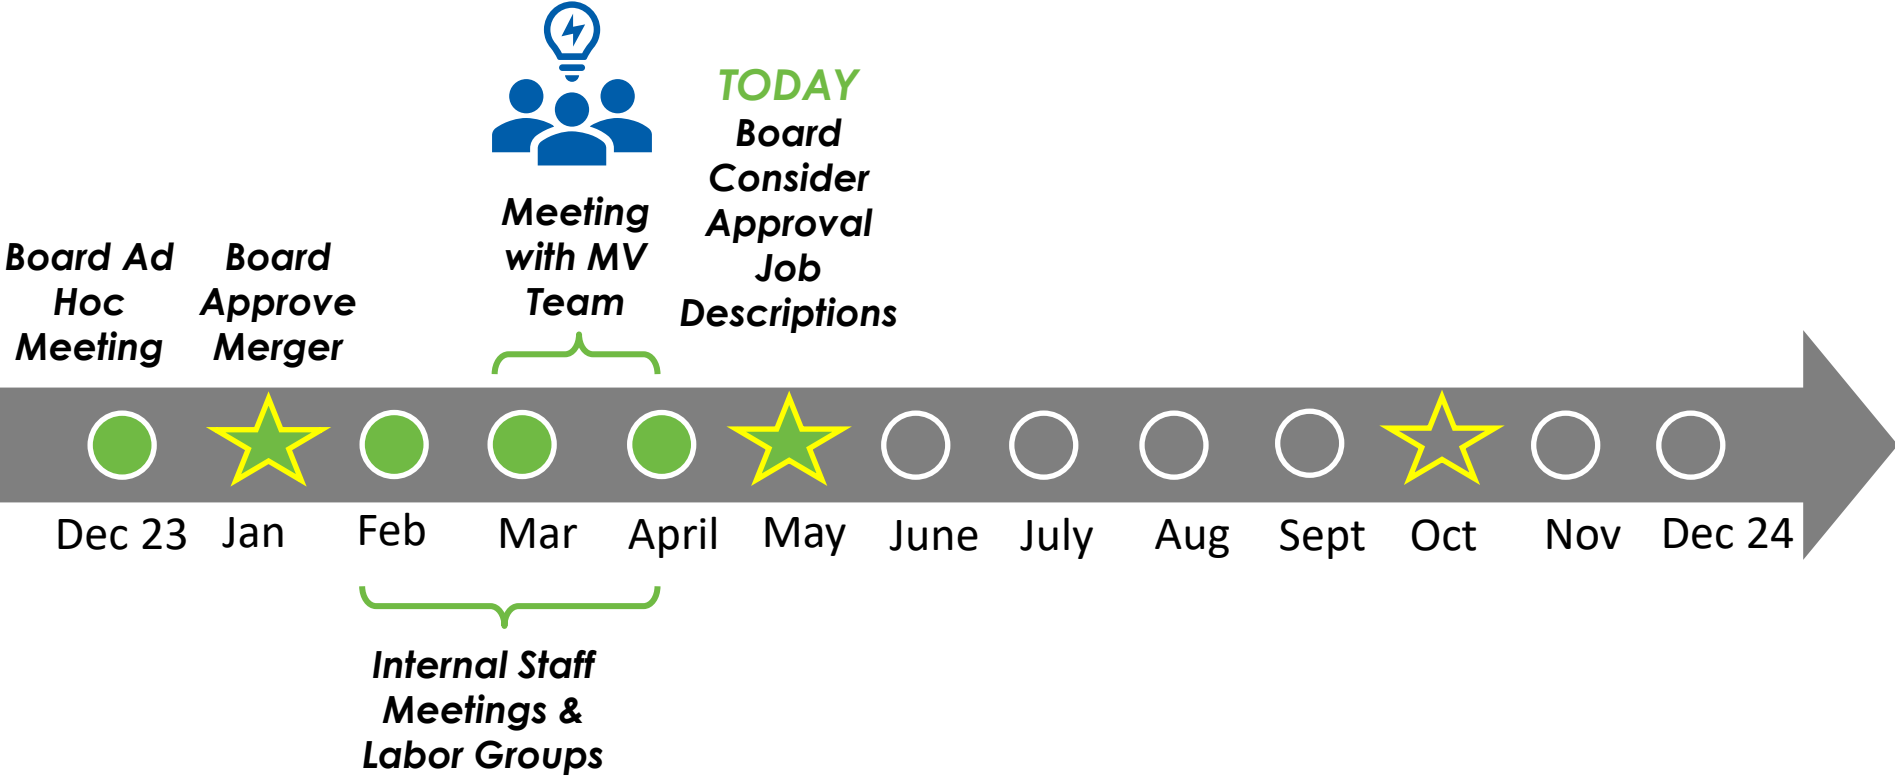 TODAY
Board
Consider
Approval
Job
Descriptions
Meeting
with MV
Team
Board Ad
Hoc
Meeting
Board
Approve
Merger
Dec 23
Jan
Feb
Mar
April
May
June
July
Aug
Sept
Oct
Nov
Dec 24
Internal Staff
Meetings &
Labor Groups